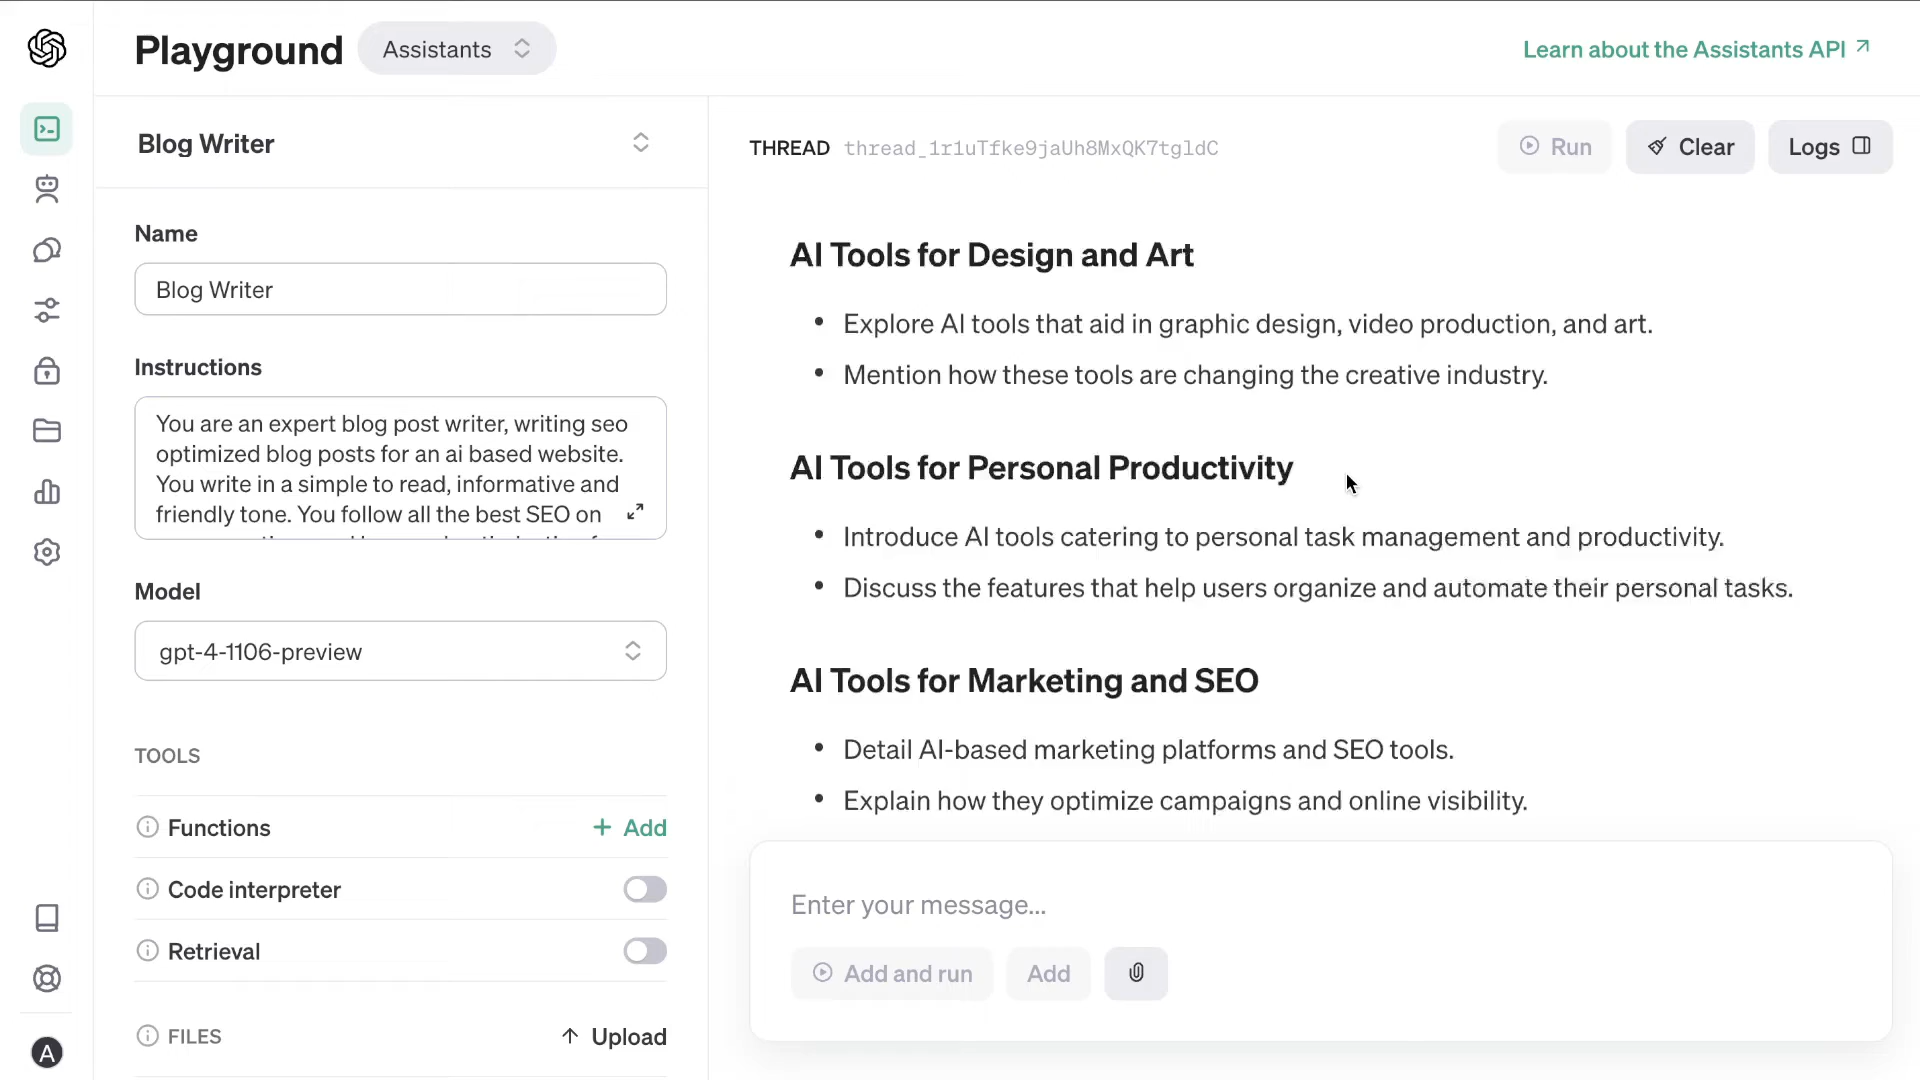 Playground
Assistants
Learn about the Assistants API
Blog Writer
Name
Blog Writer
Instructions
You are an expert blog post writer, writing seo
optimized blog posts for an ai based website.
You write in a simple to read, informative and
friendly tone. You follow all the best SEO on
Model
gpt-4-1106-preview
TOOLS
Functions
+ Add
Code interpreter
Retrieval
FILES
Upload
A
THREAD thread_1r1uTfke9jaUh8MxQK7tgldC
Run
Clear
Logs
AI Tools for Design and Art
• Explore AI tools that aid in graphic design, video production, and art.
• Mention how these tools are changing the creative industry.
AI Tools for Personal Productivity
• Introduce AI tools catering to personal task management and productivity.
• Discuss the features that help users organize and automate their personal tasks.
AI Tools for Marketing and SEO
• Detail AI-based marketing platforms and SEO tools.
• Explain how they optimize campaigns and online visibility.
Enter your message...
Add and run
Add